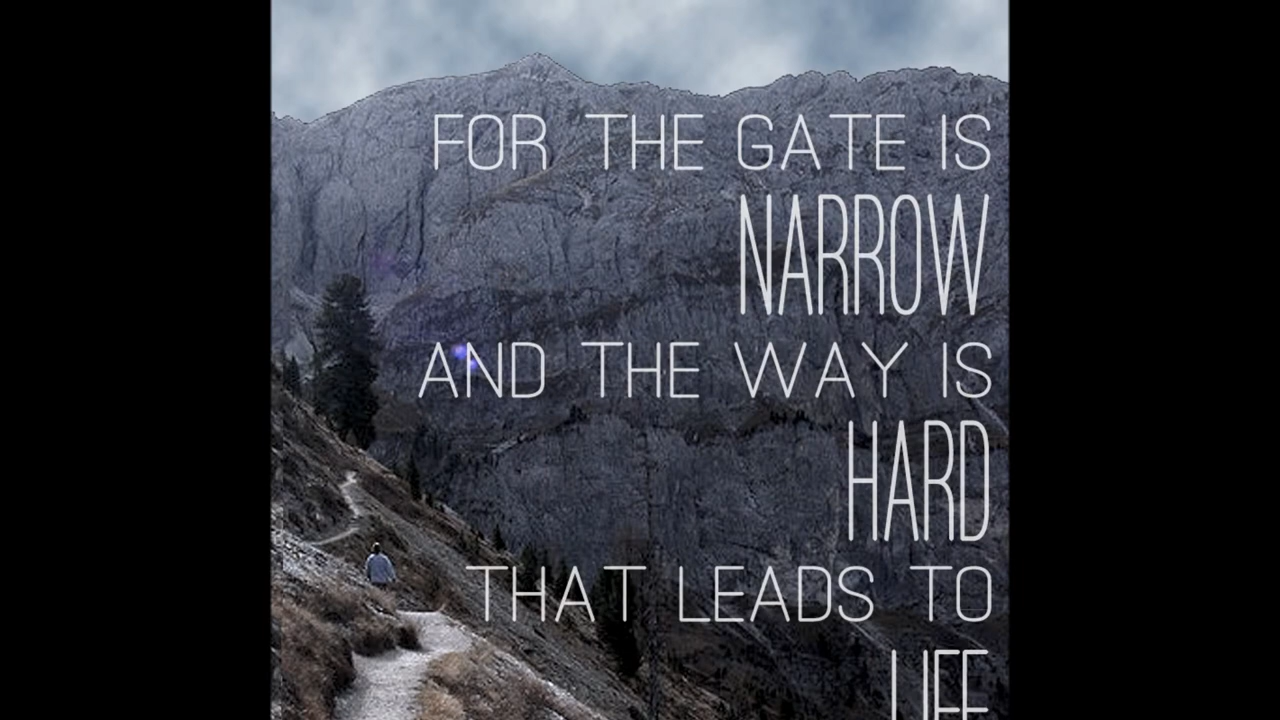 FOR THE GATE IS
NARROW
AND THE WAY IS
HARD
THAT LEADS TO
LIFE